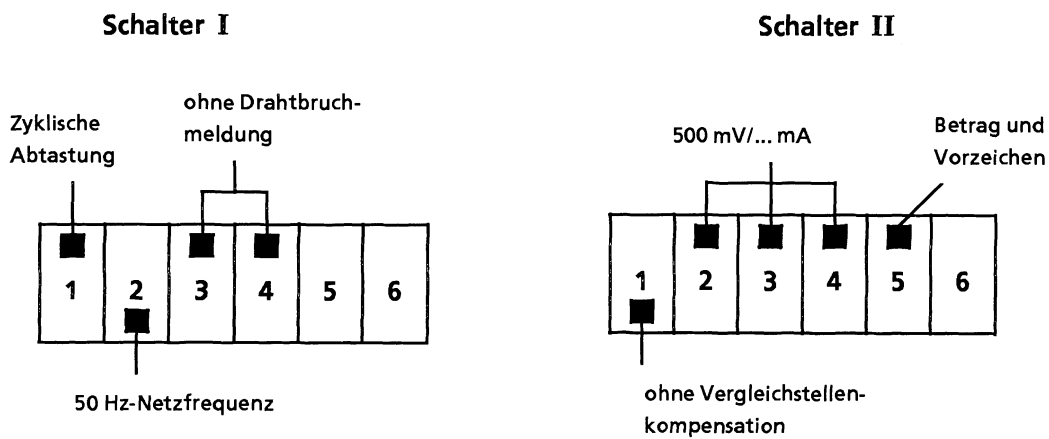 Schalter I
Zyklische
Abtastung
ohne Drahtbruch-
meldung
1 2 3 4 5 6
50 Hz-Netzfrequenz
Schalter II
500 mV/... mA
Betrag und
Vorzeichen
1 2 3 4 5 6
ohne Vergleichstellen-
kompensation